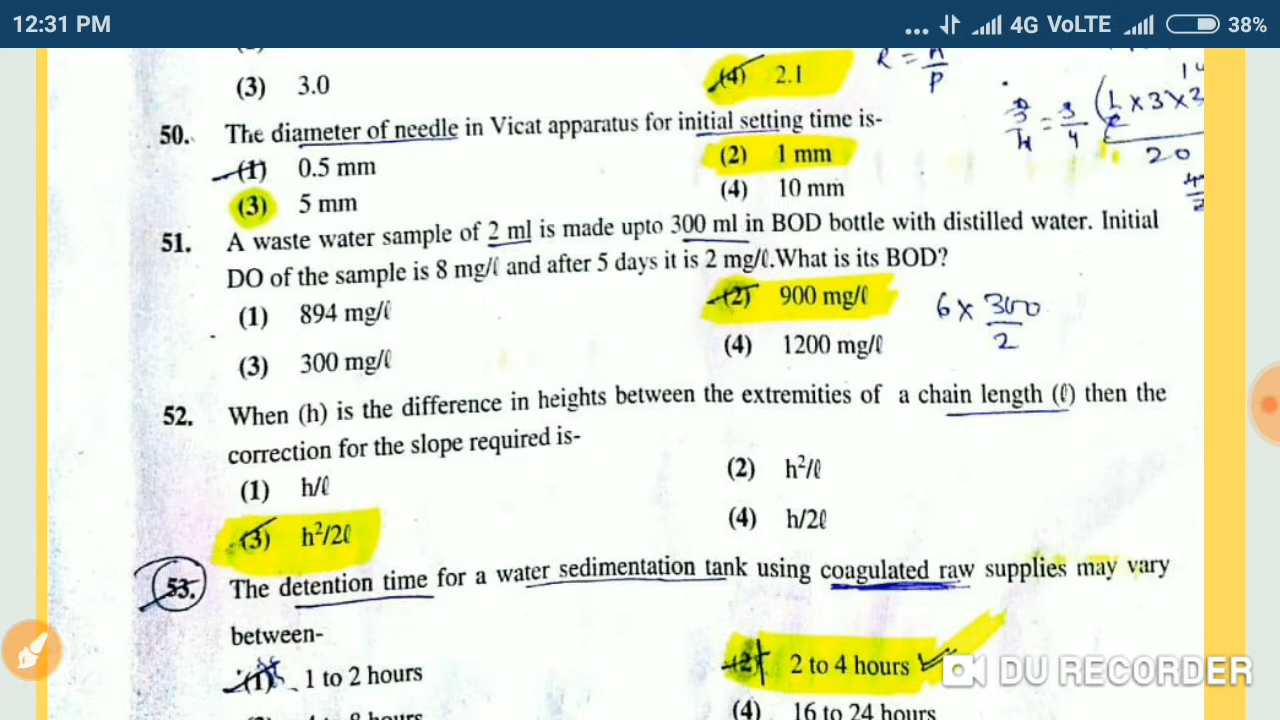 12:31 PM
... 4G VoLTE 38%
(3) 3.0
(4) 2.1
R = A/P
50. The diameter of needle in Vicat apparatus for initial setting time is-
(1) 0.5 mm
(2) 1 mm
(3) 5 mm
(4) 10 mm
= 3/4
20
51. A waste water sample of 2 ml is made upto 300 ml in BOD bottle with distilled water. Initial
DO of the sample is 8 mg/ℓ and after 5 days it is 2 mg/ℓ.What is its BOD?
(1) 894 mg/ℓ
(2) 900 mg/ℓ
6 × 300/2
(3) 300 mg/ℓ
(4) 1200 mg/ℓ
52. When (h) is the difference in heights between the extremities of a chain length (ℓ) then the
correction for the slope required is-
(1) h/ℓ
(2) h²/ℓ
(3) h²/2ℓ
(4) h/2ℓ
53. The detention time for a water sedimentation tank using coagulated raw supplies may vary
between-
(1) 1 to 2 hours
(2) 2 to 4 hours
DU RECORDER
(4) 16 to 24 hours